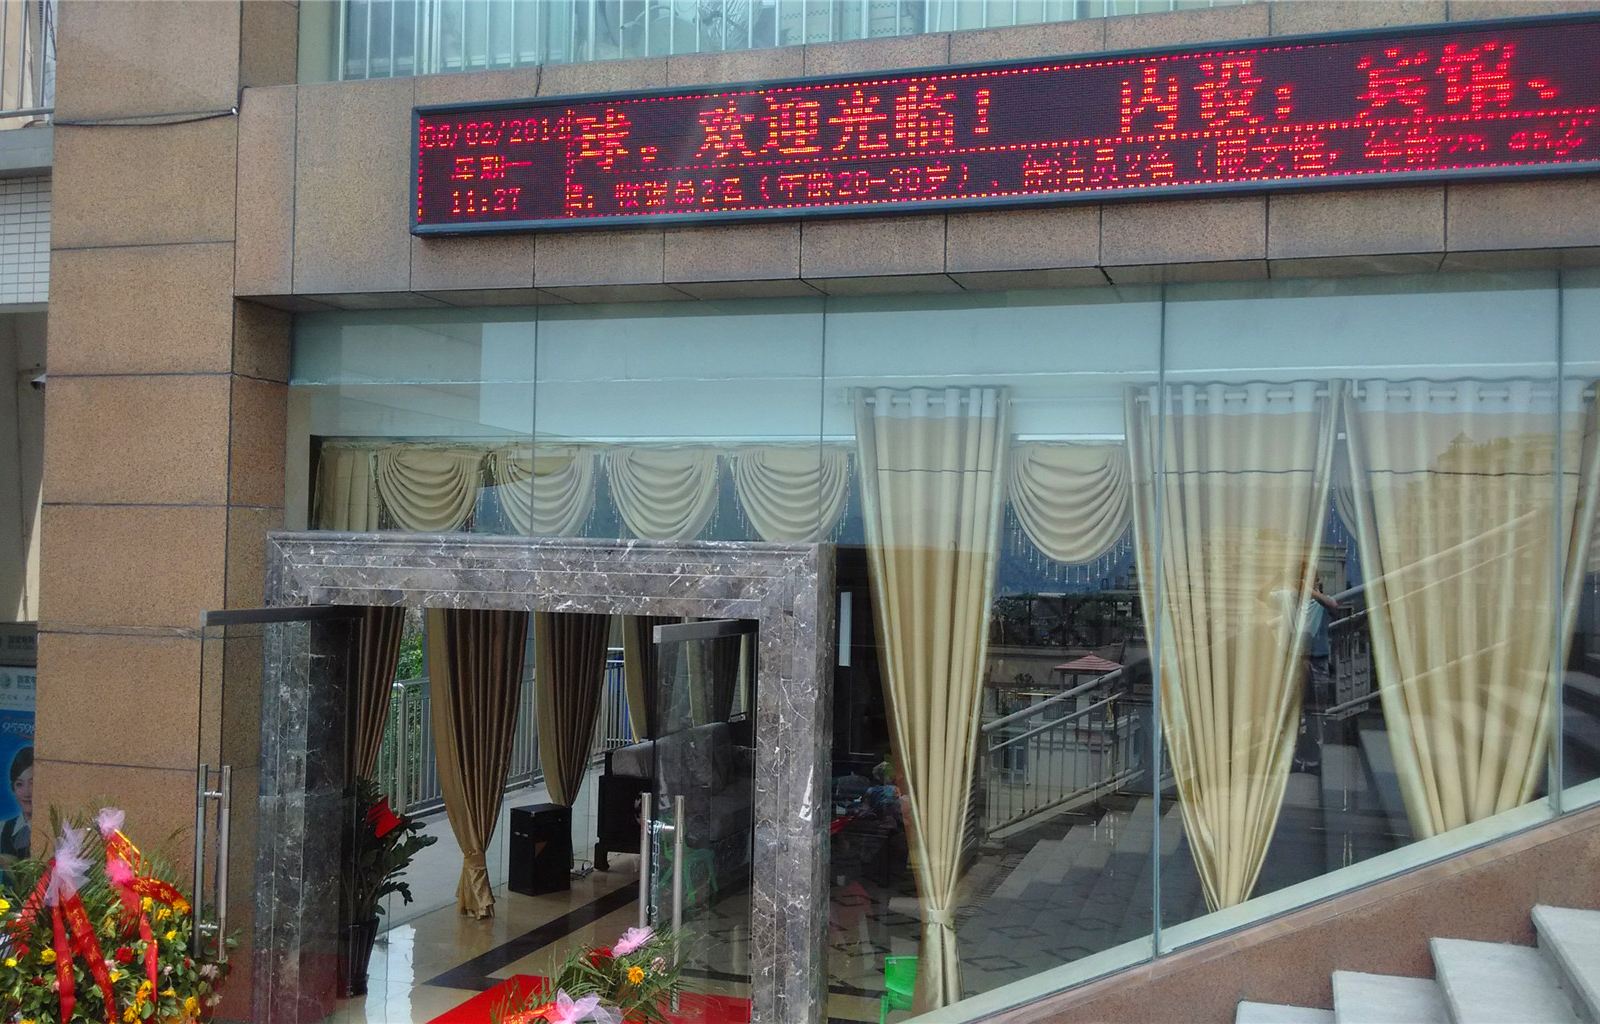 08/02/2014
星期一
11:27
球。欢迎光临! 内设：宾馆、
收银员2名（年龄20-30岁）、保洁员2名（限女性，年龄
95598